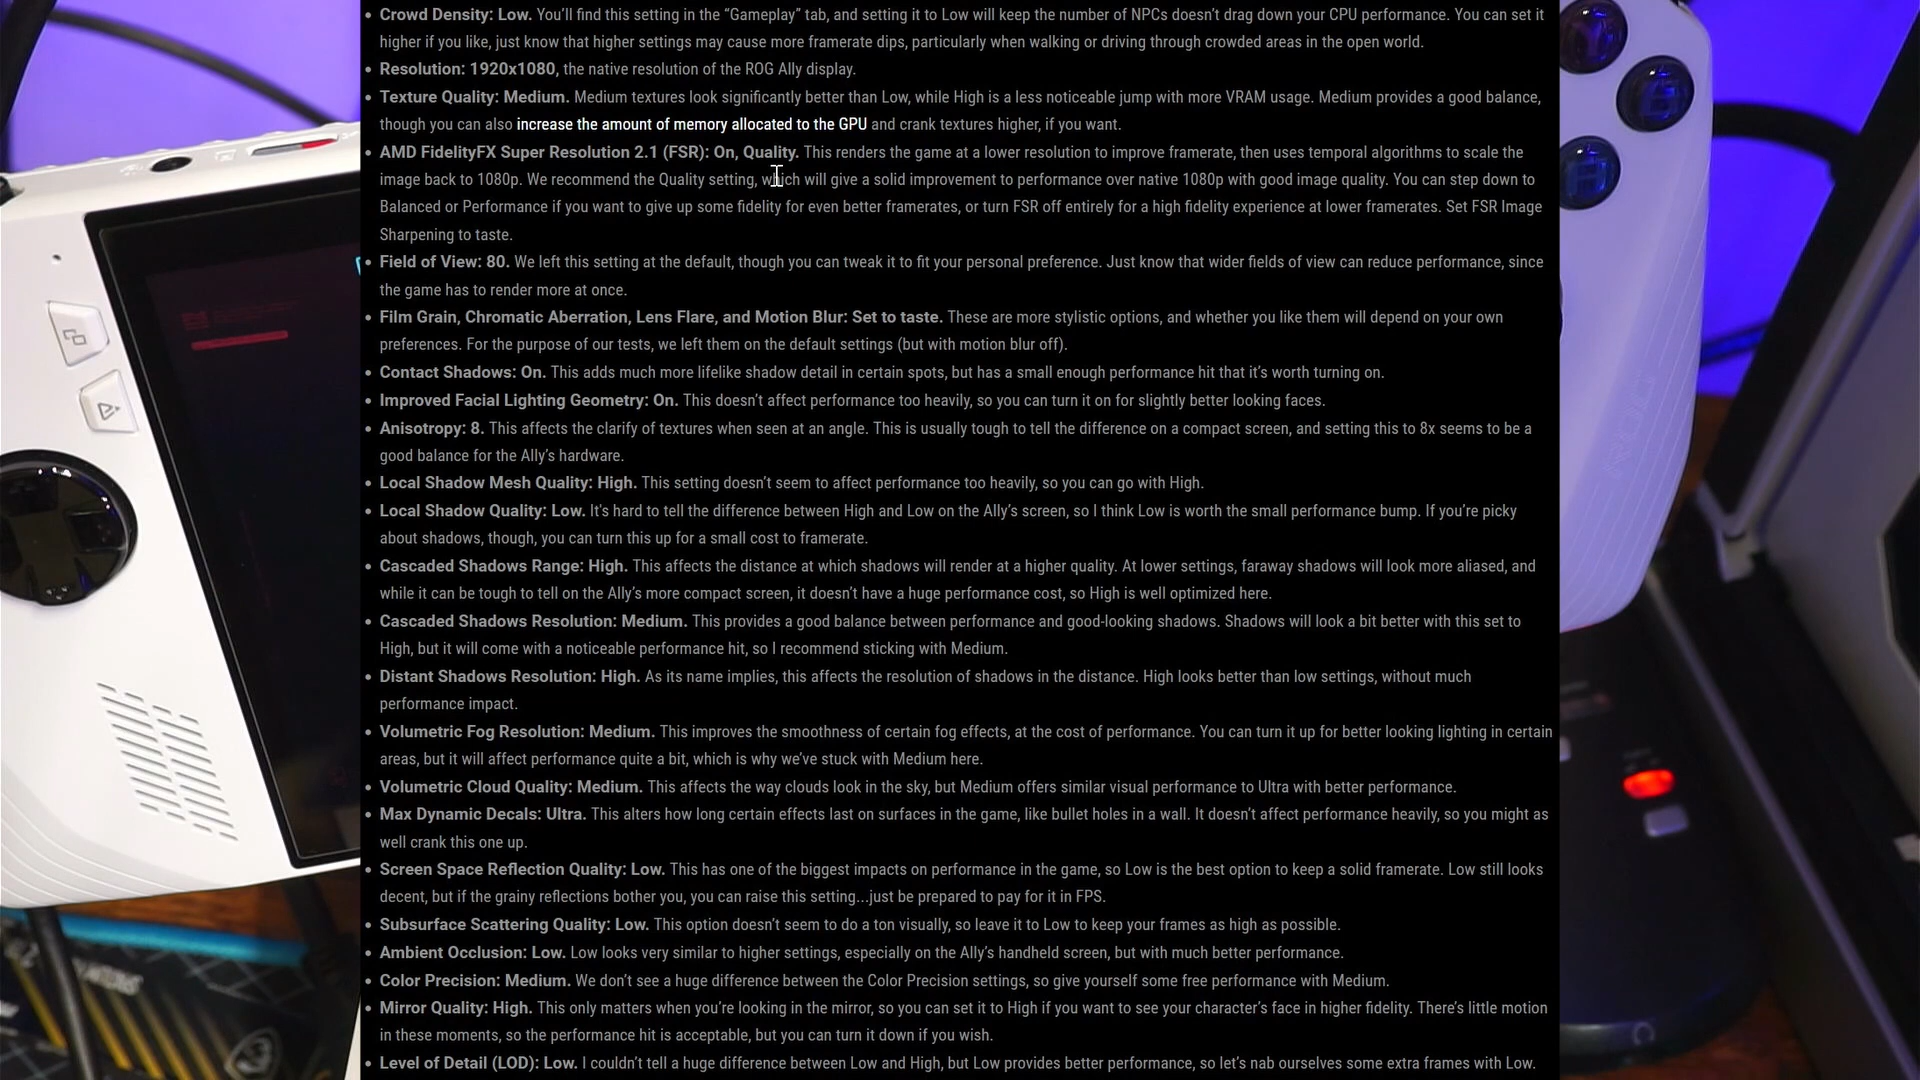 Crowd Density: Low. You’ll find this setting in the “Gameplay” tab, and setting it to Low will keep the number of NPCs doesn’t drag down your CPU performance. You can set it
higher if you like, just know that higher settings may cause more framerate dips, particularly when walking or driving through crowded areas in the open world.
Resolution: 1920x1080, the native resolution of the ROG Ally display.
Texture Quality: Medium. Medium textures look significantly better than Low, while High is a less noticeable jump with more VRAM usage. Medium provides a good balance,
though you can also increase the amount of memory allocated to the GPU and crank textures higher, if you want.
AMD FidelityFX Super Resolution 2.1 (FSR): On, Quality. This renders the game at a lower resolution to improve framerate, then uses temporal algorithms to scale the
image back to 1080p. We recommend the Quality setting, which will give a solid improvement to performance over native 1080p with good image quality. You can step down to
Balanced or Performance if you want to give up some fidelity for even better framerates, or turn FSR off entirely for a high fidelity experience at lower framerates. Set FSR Image
Sharpening to taste.
Field of View: 80. We left this setting at the default, though you can tweak it to fit your personal preference. Just know that wider fields of view can reduce performance, since
the game has to render more at once.
Film Grain, Chromatic Aberration, Lens Flare, and Motion Blur: Set to taste. These are more stylistic options, and whether you like them will depend on your own
preferences. For the purpose of our tests, we left them on the default settings (but with motion blur off).
Contact Shadows: On. This adds much more lifelike shadow detail in certain spots, but has a small enough performance hit that it’s worth turning on.
Improved Facial Lighting Geometry: On. This doesn’t affect performance too heavily, so you can turn it on for slightly better looking faces.
Anisotropy: 8. This affects the clarify of textures when seen at an angle. This is usually tough to tell the difference on a compact screen, and setting this to 8x seems to be a
good balance for the Ally’s hardware.
Local Shadow Mesh Quality: High. This setting doesn’t seem to affect performance too heavily, so you can go with High.
Local Shadow Quality: Low. It's hard to tell the difference between High and Low on the Ally’s screen, so I think Low is worth the small performance bump. If you’re picky
about shadows, though, you can turn this up for a small cost to framerate.
Cascaded Shadows Range: High. This affects the distance at which shadows will render at a higher quality. At lower settings, faraway shadows will look more aliased, and
while it can be tough to tell on the Ally’s more compact screen, it doesn’t have a huge performance cost, so High is well optimized here.
Cascaded Shadows Resolution: Medium. This provides a good balance between performance and good-looking shadows. Shadows will look a bit better with this set to
High, but it will come with a noticeable performance hit, so I recommend sticking with Medium.
Distant Shadows Resolution: High. As its name implies, this affects the resolution of shadows in the distance. High looks better than low settings, without much
performance impact.
Volumetric Fog Resolution: Medium. This improves the smoothness of certain fog effects, at the cost of performance. You can turn it up for better looking lighting in certain
areas, but it will affect performance quite a bit, which is why we’ve stuck with Medium here.
Volumetric Cloud Quality: Medium. This affects the way clouds look in the sky, but Medium offers similar visual performance to Ultra with better performance.
Max Dynamic Decals: Ultra. This alters how long certain effects last on surfaces in the game, like bullet holes in a wall. It doesn’t affect performance heavily, so you might as
well crank this one up.
Screen Space Reflection Quality: Low. This has one of the biggest impacts on performance in the game, so Low is the best option to keep a solid framerate. Low still looks
decent, but if the grainy reflections bother you, you can raise this setting...just be prepared to pay for it in FPS.
Subsurface Scattering Quality: Low. This option doesn’t seem to do a ton visually, so leave it to Low to keep your frames as high as possible.
Ambient Occlusion: Low. Low looks very similar to higher settings, especially on the Ally’s handheld screen, but with much better performance.
Color Precision: Medium. We don’t see a huge difference between the Color Precision settings, so give yourself some free performance with Medium.
Mirror Quality: High. This only matters when you’re looking in the mirror, so you can set it to High if you want to see your character’s face in higher fidelity. There’s little motion
in these moments, so the performance hit is acceptable, but you can turn it down if you wish.
Level of Detail (LOD): Low. I couldn’t tell a huge difference between Low and High, but Low provides better performance, so let’s nab ourselves some extra frames with Low.